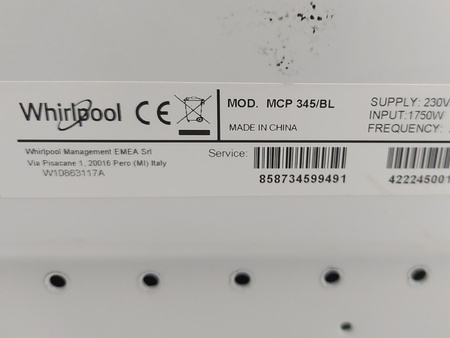 Whirlpool CE MOD. MCP 345/BL SUPPLY: 230V
MADE IN CHINA INPUT:1750W
FREQUENCY:
Whirlpool Management EMEA Srl
Via Pisacane 1, 20016 Pero (MI) Italy
W10863117A
Service:
858734599491 422245001